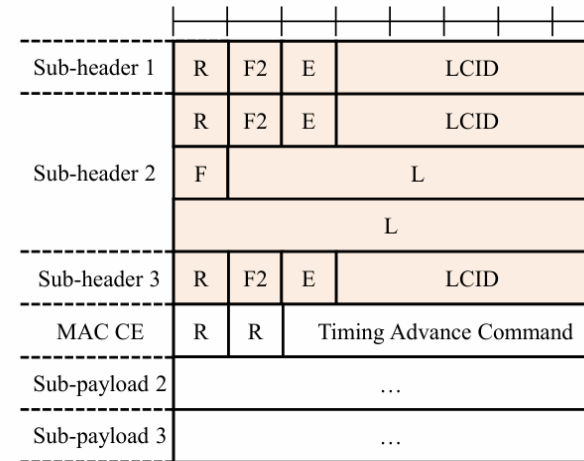 Sub-header 1 R F2 E LCID
R F2 E LCID
Sub-header 2 F L
L
Sub-header 3 R F2 E LCID
MAC CE R R Timing Advance Command
Sub-payload 2 ...
Sub-payload 3 ...